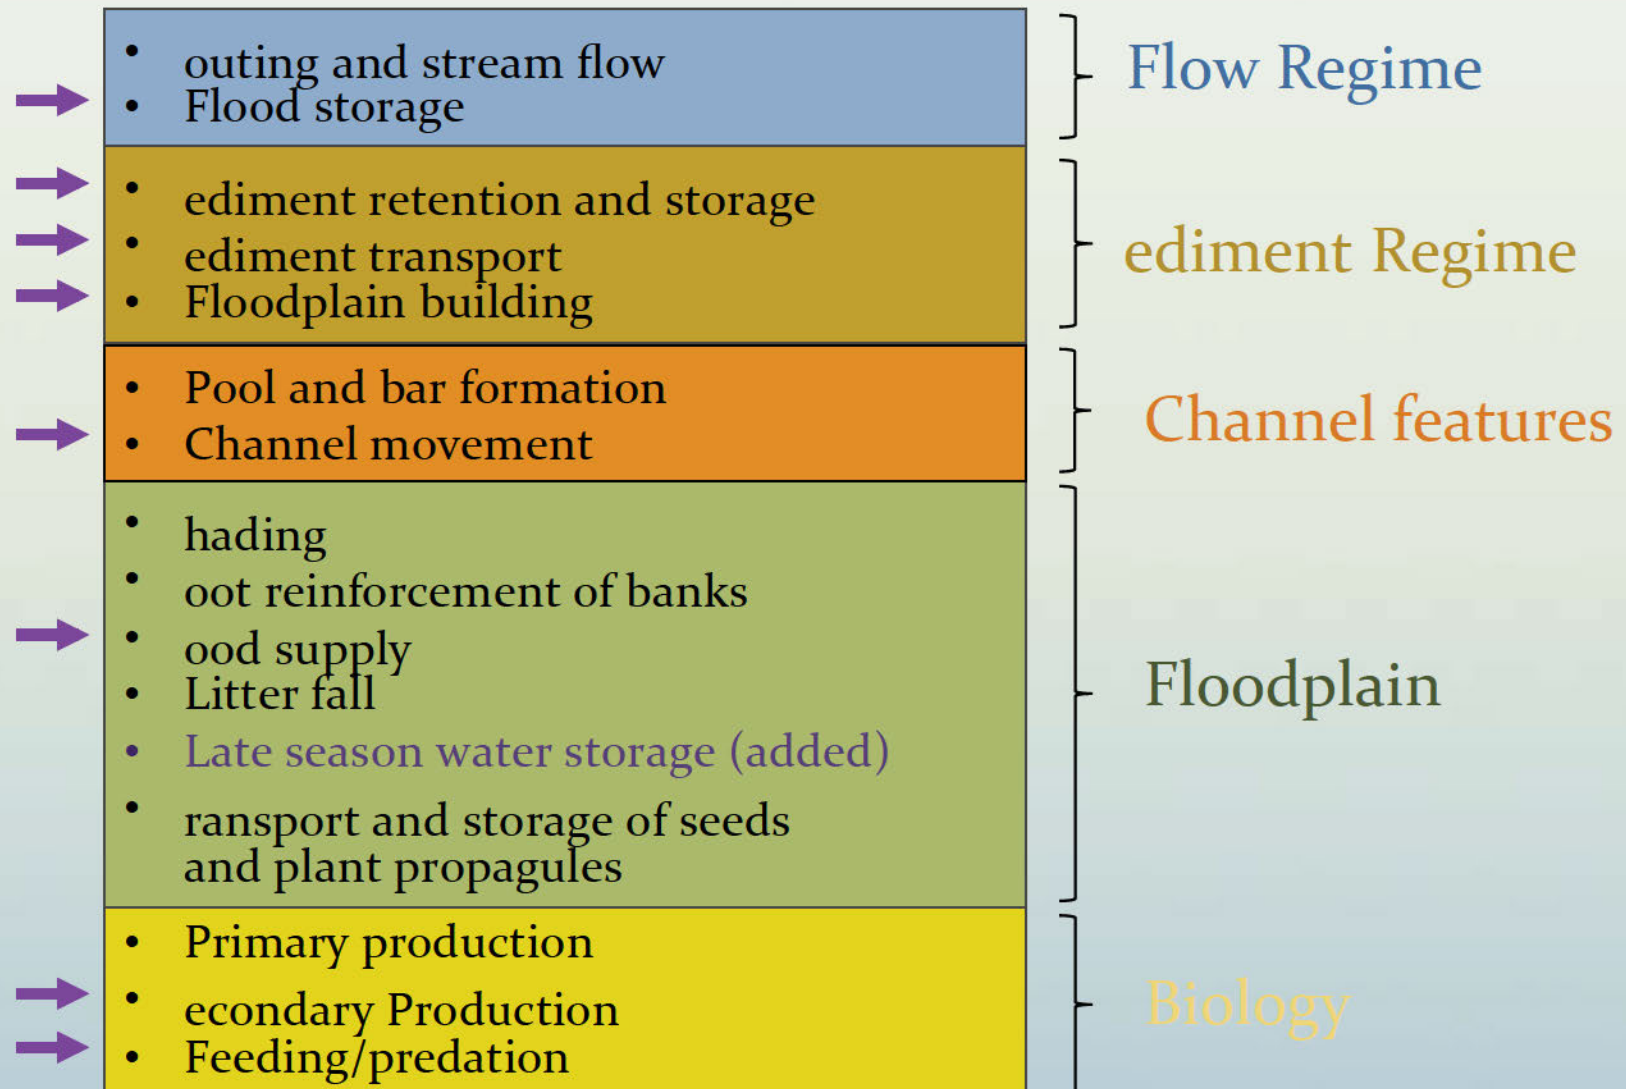 • outing and stream flow
• Flood storage
Flow Regime
• ediment retention and storage
• ediment transport
• Floodplain building
ediment Regime
• Pool and bar formation
• Channel movement
Channel features
• hading
• oot reinforcement of banks
• ood supply
• Litter fall
• Late season water storage (added)
• ransport and storage of seeds
and plant propagules
Floodplain
• Primary production
• econdary Production
• Feeding/predation
Biology